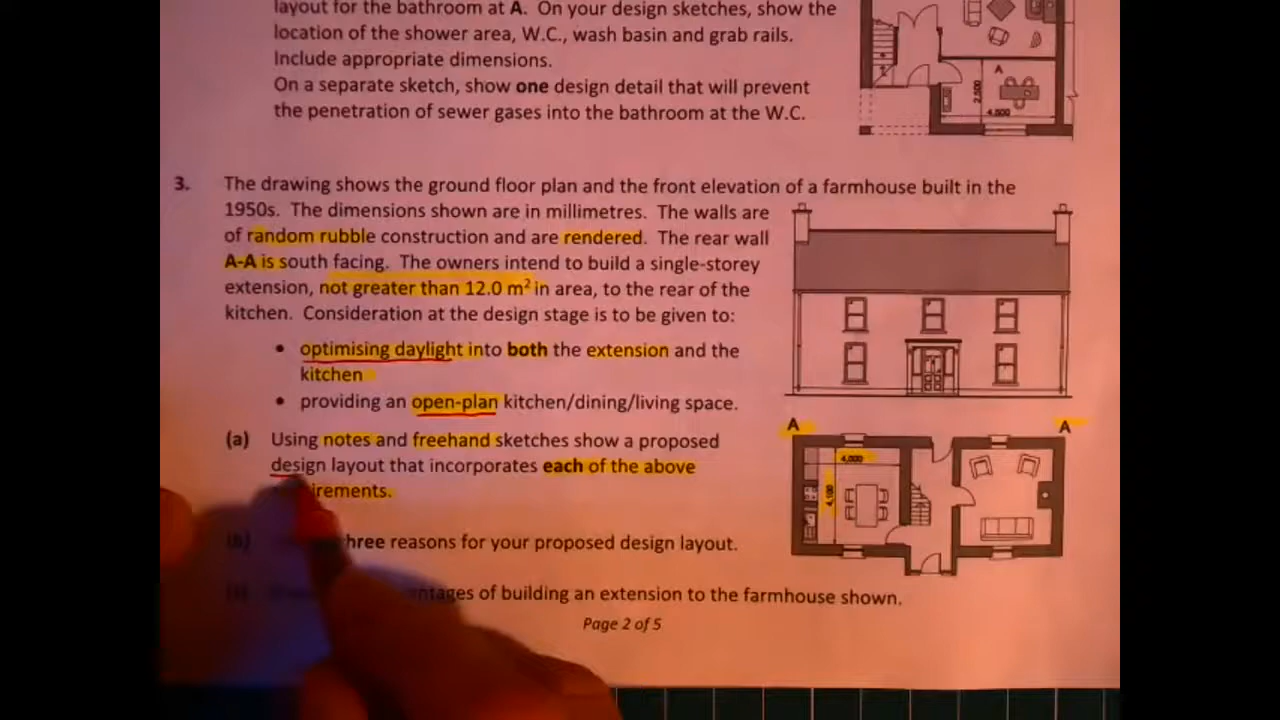 layout for the bathroom at A. On your design sketches, show the
location of the shower area, W.C., wash basin and grab rails.
Include appropriate dimensions.
On a separate sketch, show one design detail that will prevent
the penetration of sewer gases into the bathroom at the W.C.
A
2,500
4,500
3. The drawing shows the ground floor plan and the front elevation of a farmhouse built in the
1950s. The dimensions shown are in millimetres. The walls are
of random rubble construction and are rendered. The rear wall
A-A is south facing. The owners intend to build a single-storey
extension, not greater than 12.0 m² in area, to the rear of the
kitchen. Consideration at the design stage is to be given to:
• optimising daylight into both the extension and the
kitchen
• providing an open-plan kitchen/dining/living space.
(a) Using notes and freehand sketches show a proposed
design layout that incorporates each of the above
irements.
hree reasons for your proposed design layout.
ntages of building an extension to the farmhouse shown.
A A
4,000
4,100
Page 2 of 5